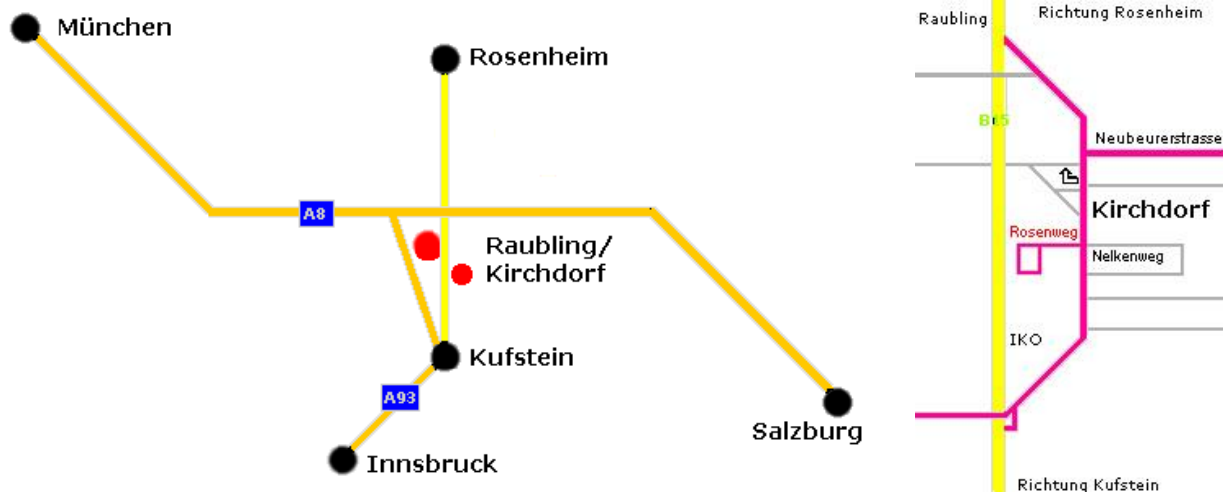 München
Rosenheim
A8
Raubling/
Kirchdorf
Kufstein
A93
Salzburg
Innsbruck
Raubling
Richtung Rosenheim
B15
Neubeurerstrasse
Kirchdorf
Rosenweg
Nelkenweg
IKO
Richtung Kufstein